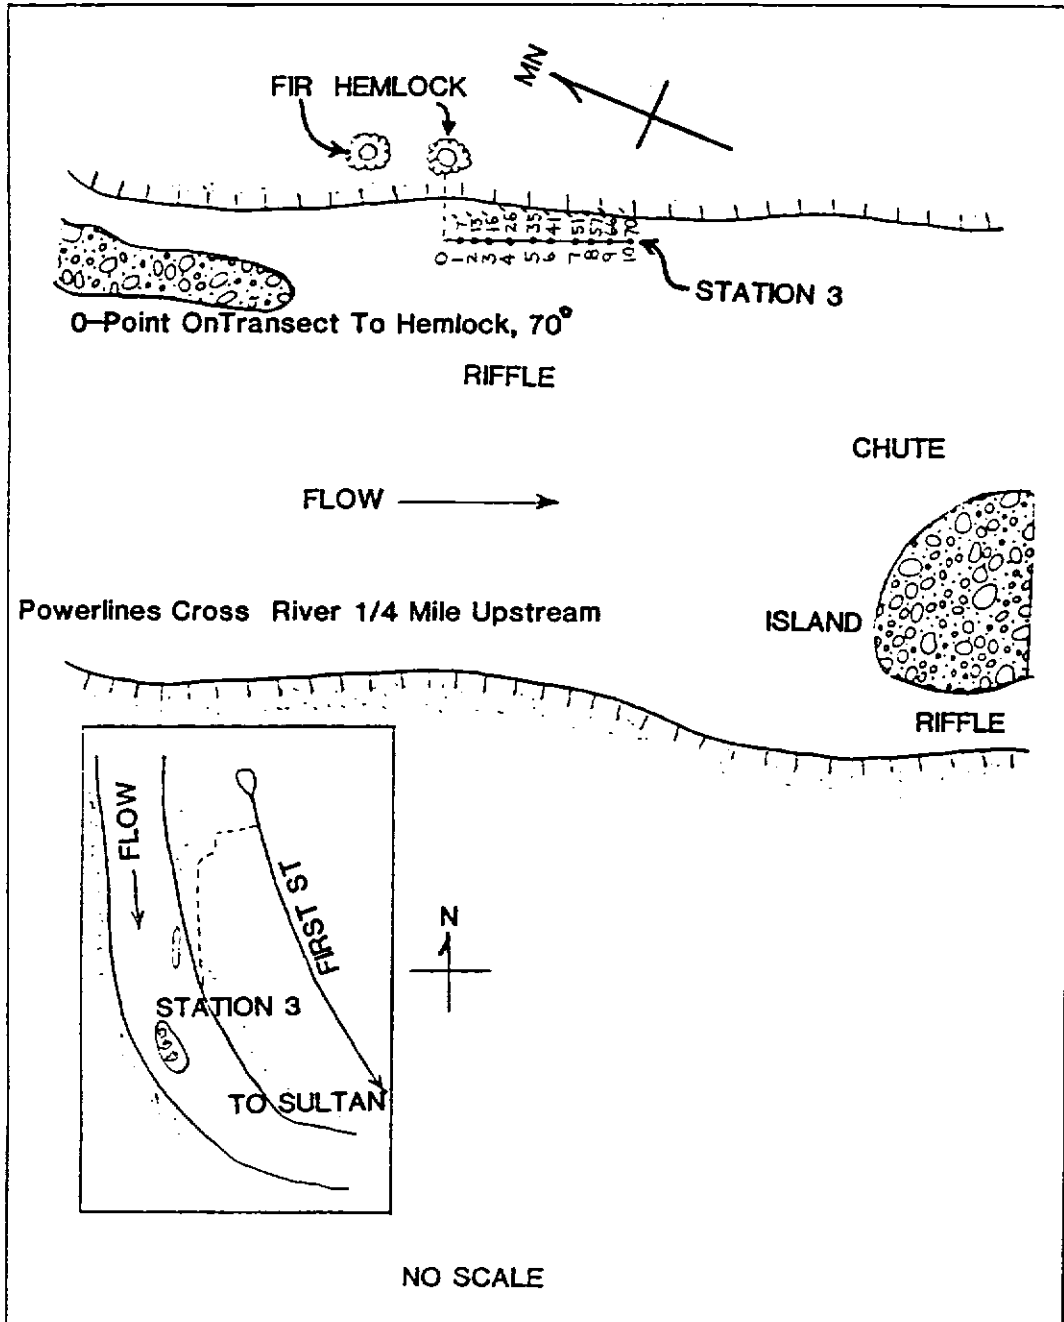 MN
FIR HEMLOCK
7' 13' 16' 26' 35' 41' 51' 57' 66' 70'
0 1 2 3 4 5 6 7 8 9 10
STATION 3
0-Point OnTransect To Hemlock, 70°
RIFFLE
CHUTE
FLOW
Powerlines Cross River 1/4 Mile Upstream
ISLAND
RIFFLE
FLOW
FIRST ST
N
STATION 3
TO SULTAN
NO SCALE